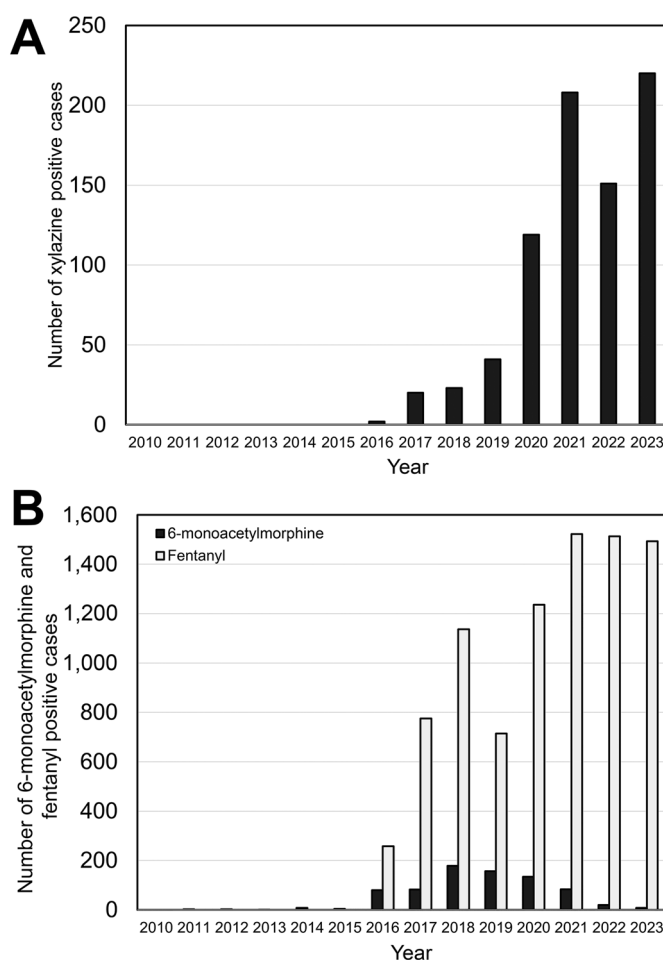 A
Number of xylazine positive cases
250
200
150
100
50
0
2010 2011 2012 2013 2014 2015 2016 2017 2018 2019 2020 2021 2022 2023
Year
B
Number of 6-monoacetylmorphine and
fentanyl positive cases
1,600
1,400
1,200
1,000
800
600
400
200
0
6-monoacetylmorphine
Fentanyl
2010 2011 2012 2013 2014 2015 2016 2017 2018 2019 2020 2021 2022 2023
Year